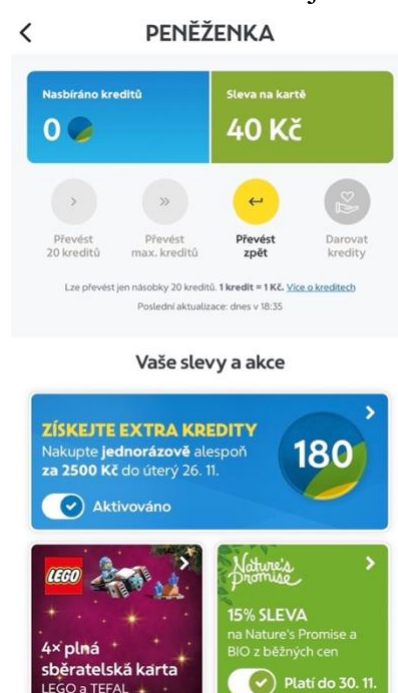 PENĚŽENKA
Nasbíráno kreditů
0
Sleva na kartě
40 Kč
Převést
20 kreditů
Převést
max. kreditů
Převést
zpět
Darovat
kredity
Lze převést jen násobky 20 kreditů. 1 kredit = 1 Kč. Více o kreditech
Poslední aktualizace: dnes v 18:35
Vaše slevy a akce
ZÍSKEJTE EXTRA KREDITY
Nakupte jednorázově alespoň
za 2500 Kč do úterý 26. 11.
180
Aktivováno
LEGO
4× plná
sběratelská karta
LEGO a TEFAL
Nature's
Promise
15% SLEVA
na Nature's Promise a
BIO z běžných cen
Platí do 30. 11.